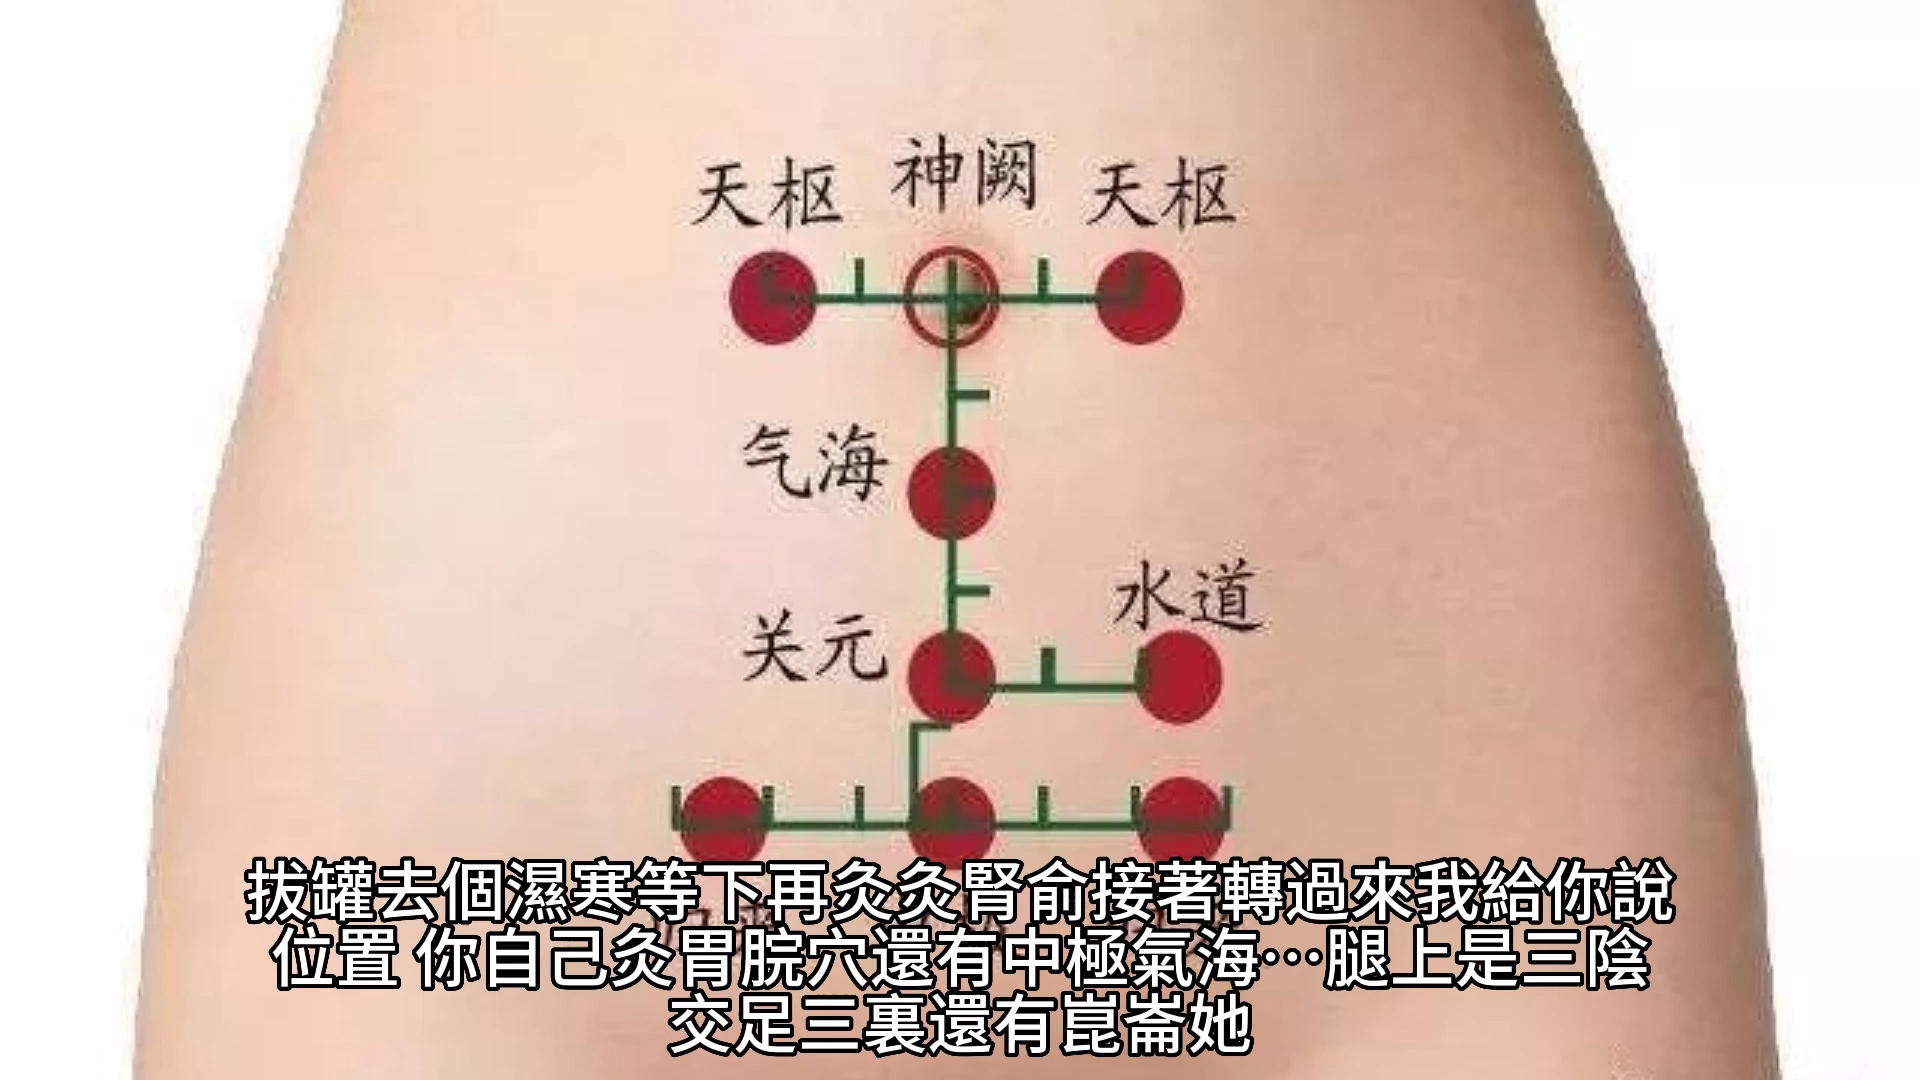 天枢 神阙 天枢
气海
水道
关元
拔罐去個濕寒等下再灸灸腎俞接著轉過來我給你說
位置 你自己灸胃脘穴還有中極氣海…腿上是三陰
交足三裏還有崑崙她